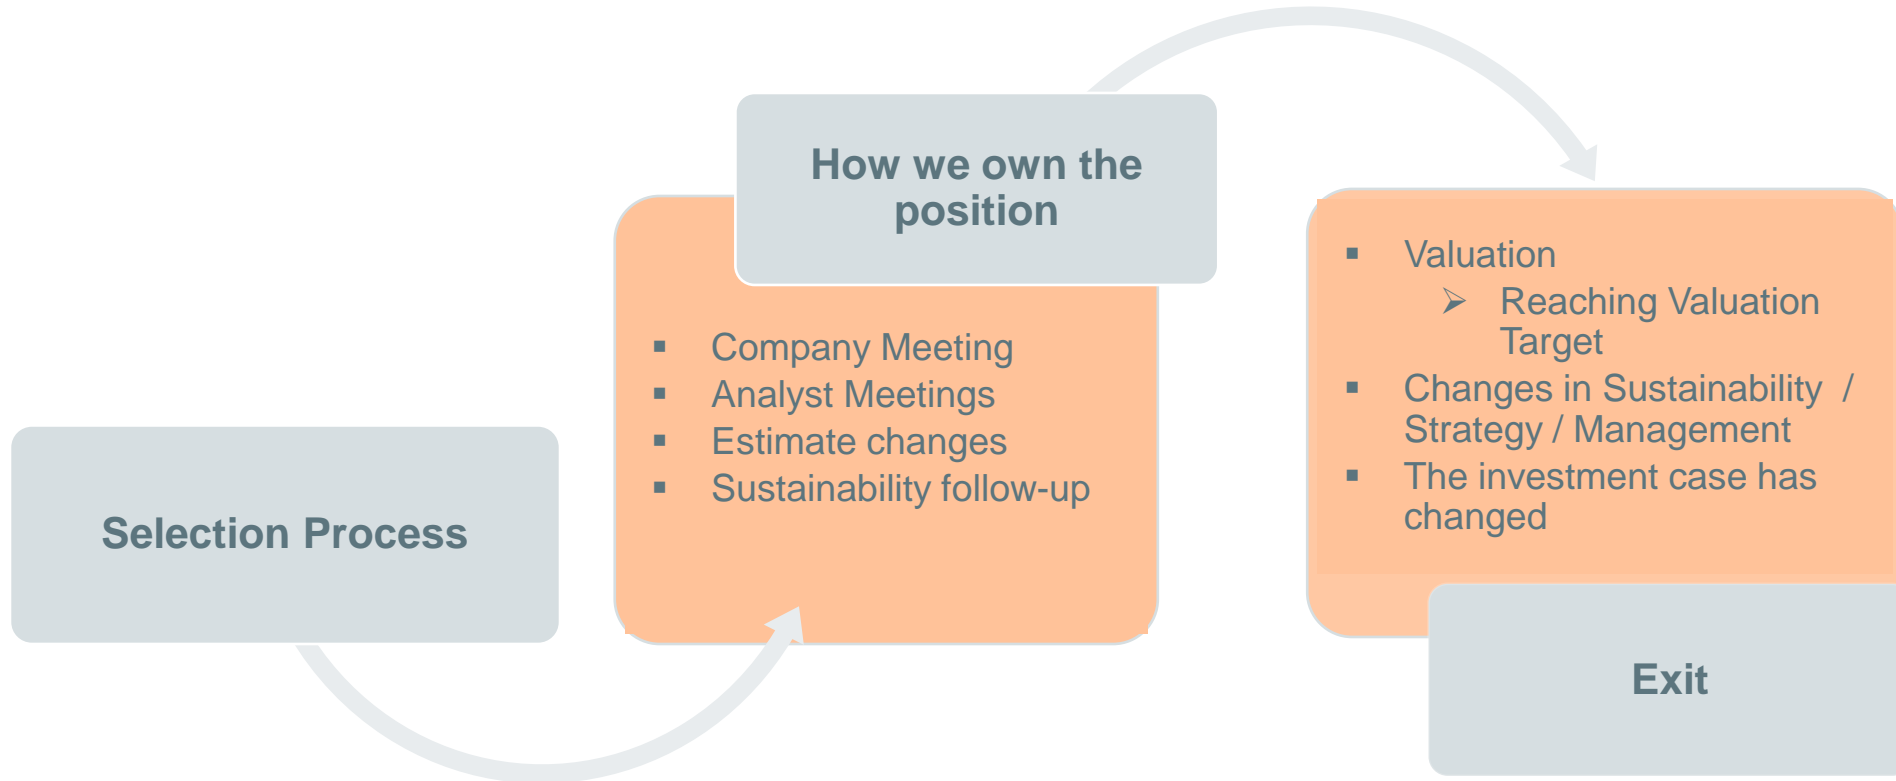 Selection Process
How we own the
position
▪ Company Meeting
▪ Analyst Meetings
▪ Estimate changes
▪ Sustainability follow-up
▪ Valuation
➢ Reaching Valuation
Target
▪ Changes in Sustainability /
Strategy / Management
▪ The investment case has
changed
Exit